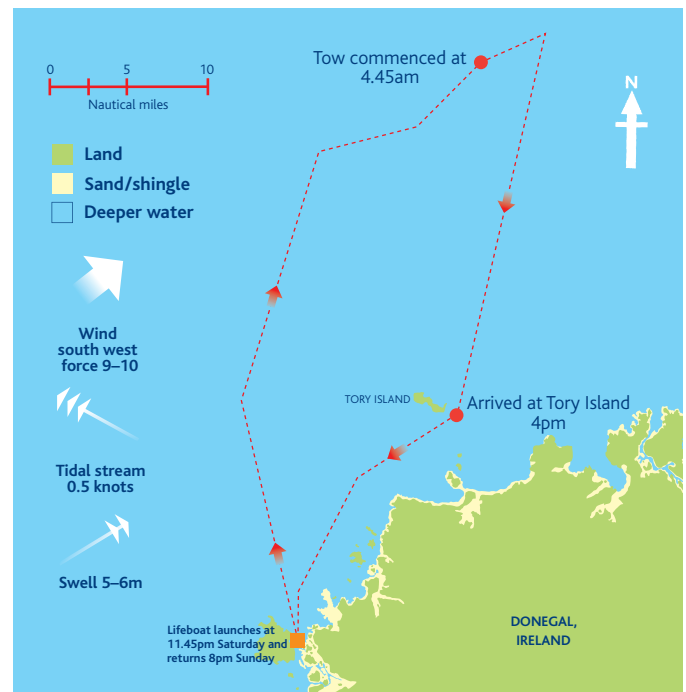 Tow commenced at
4.45am
0 5 10
Nautical miles
N
Land
Sand/shingle
Deeper water
Wind
south west
force 9–10
TORY ISLAND
Arrived at Tory Island
4pm
Tidal stream
0.5 knots
Swell 5–6m
Lifeboat launches at
11.45pm Saturday and
returns 8pm Sunday
DONEGAL,
IRELAND